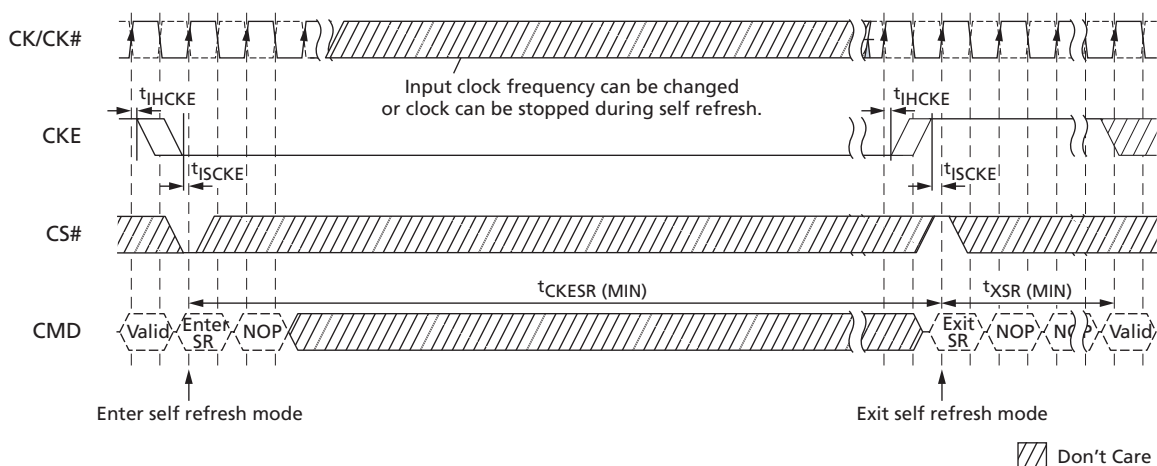 CK/CK#
Input clock frequency can be changed
or clock can be stopped during self refresh.
tIHCKE
tIHCKE
CKE
tISCKE
tISCKE
CS#
tCKESR (MIN)
tXSR (MIN)
CMD
Valid
Enter
SR
NOP
Exit
SR
NOP
NOP
Valid
Enter self refresh mode
Exit self refresh mode
Don't Care